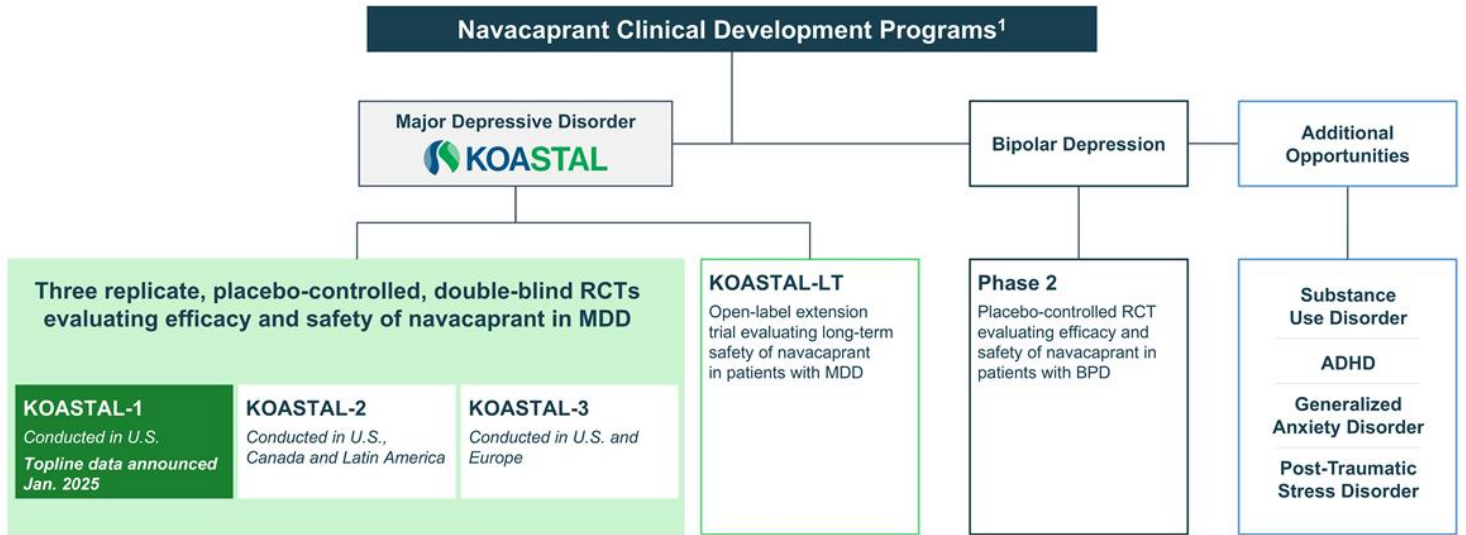 Navacaprant Clinical Development Programs¹
Major Depressive Disorder
KOASTAL
Bipolar Depression
Additional
Opportunities
Three replicate, placebo-controlled, double-blind RCTs
evaluating efficacy and safety of navacaprant in MDD
KOASTAL-1
Conducted in U.S.
Topline data announced
Jan. 2025
KOASTAL-2
Conducted in U.S.,
Canada and Latin America
KOASTAL-3
Conducted in U.S. and
Europe
KOASTAL-LT
Open-label extension
trial evaluating long-term
safety of navacaprant
in patients with MDD
Phase 2
Placebo-controlled RCT
evaluating efficacy and
safety of navacaprant in
patients with BPD
Substance
Use Disorder
ADHD
Generalized
Anxiety Disorder
Post-Traumatic
Stress Disorder